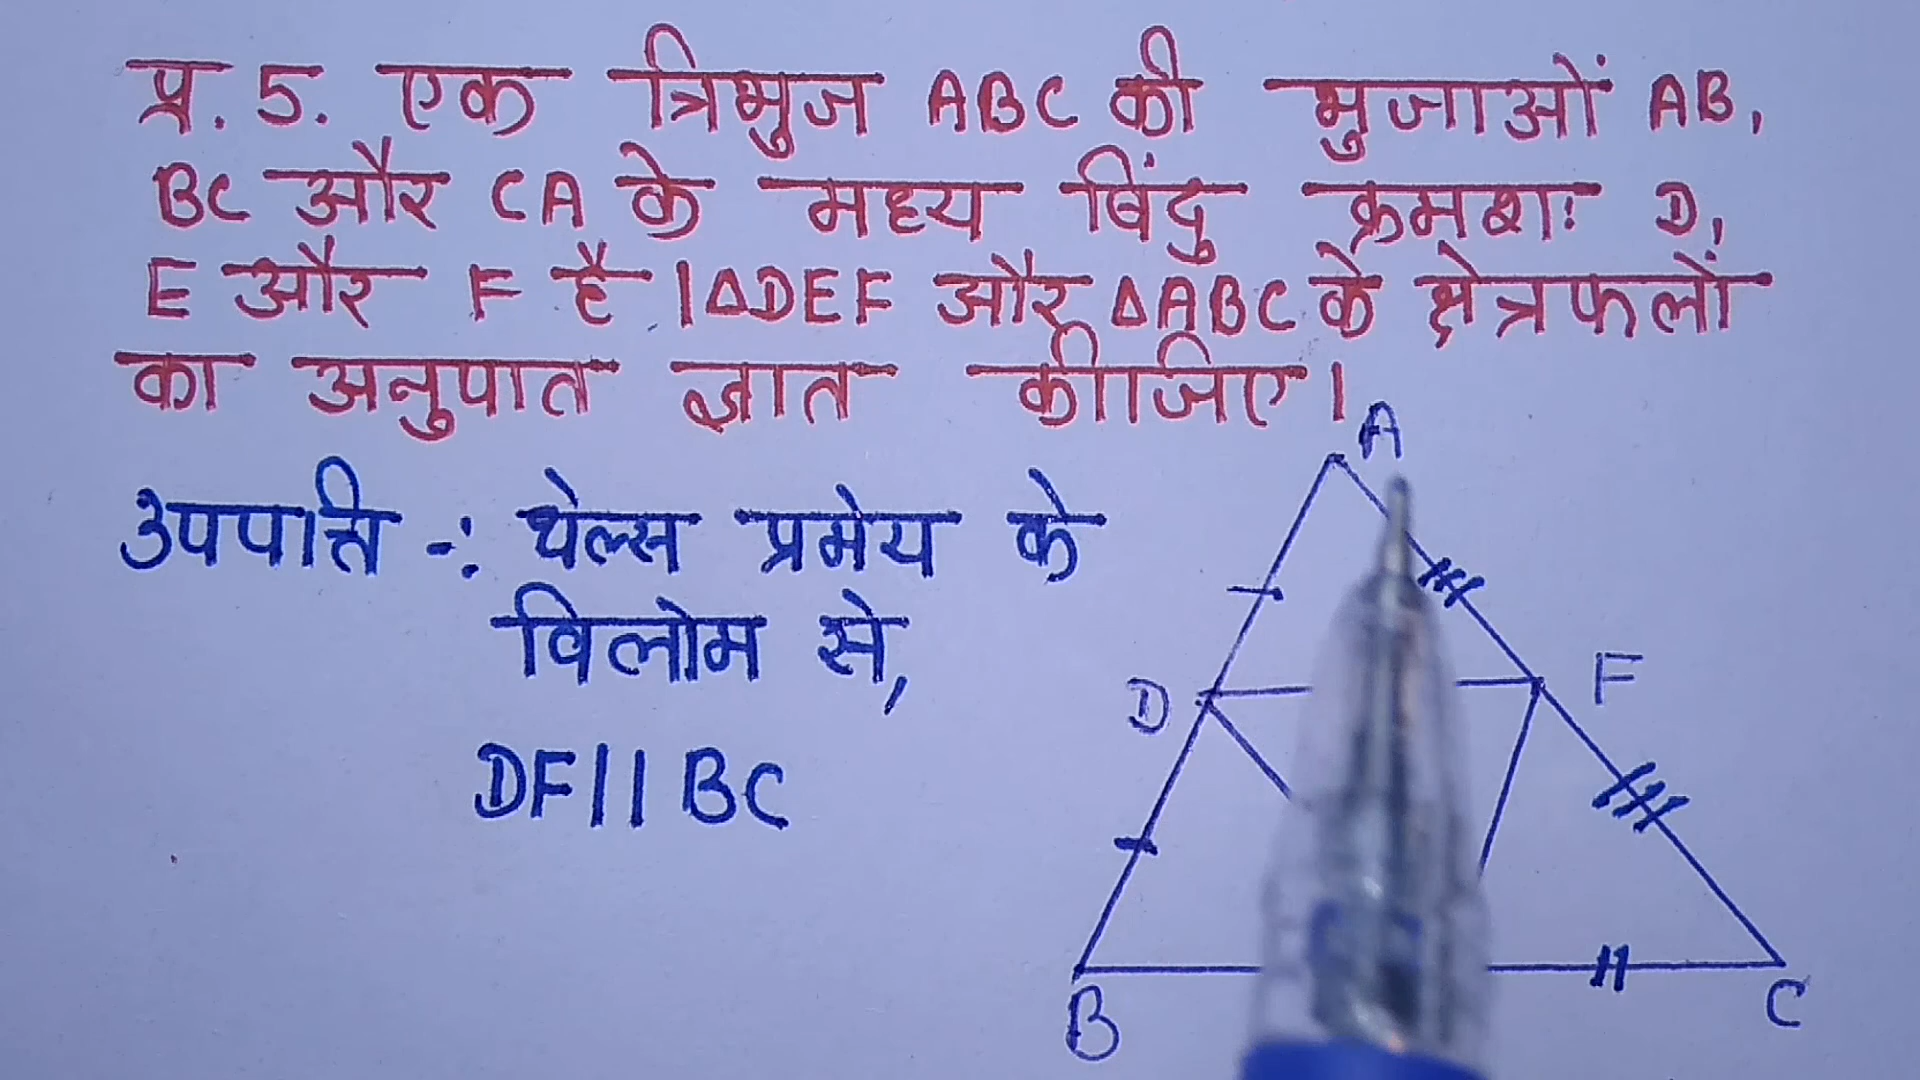 प्र. 5. एक त्रिभुज ABC की भुजाओं AB,
BC और CA के मध्य बिंदु क्रमशः D,
E और F है । ΔDEF और ΔABC के क्षेत्रफलों
का अनुपात ज्ञात कीजिए ।
उपपत्ति -: थेल्स प्रमेय के
विलोम से,
DF || BC
A
D
F
B
C